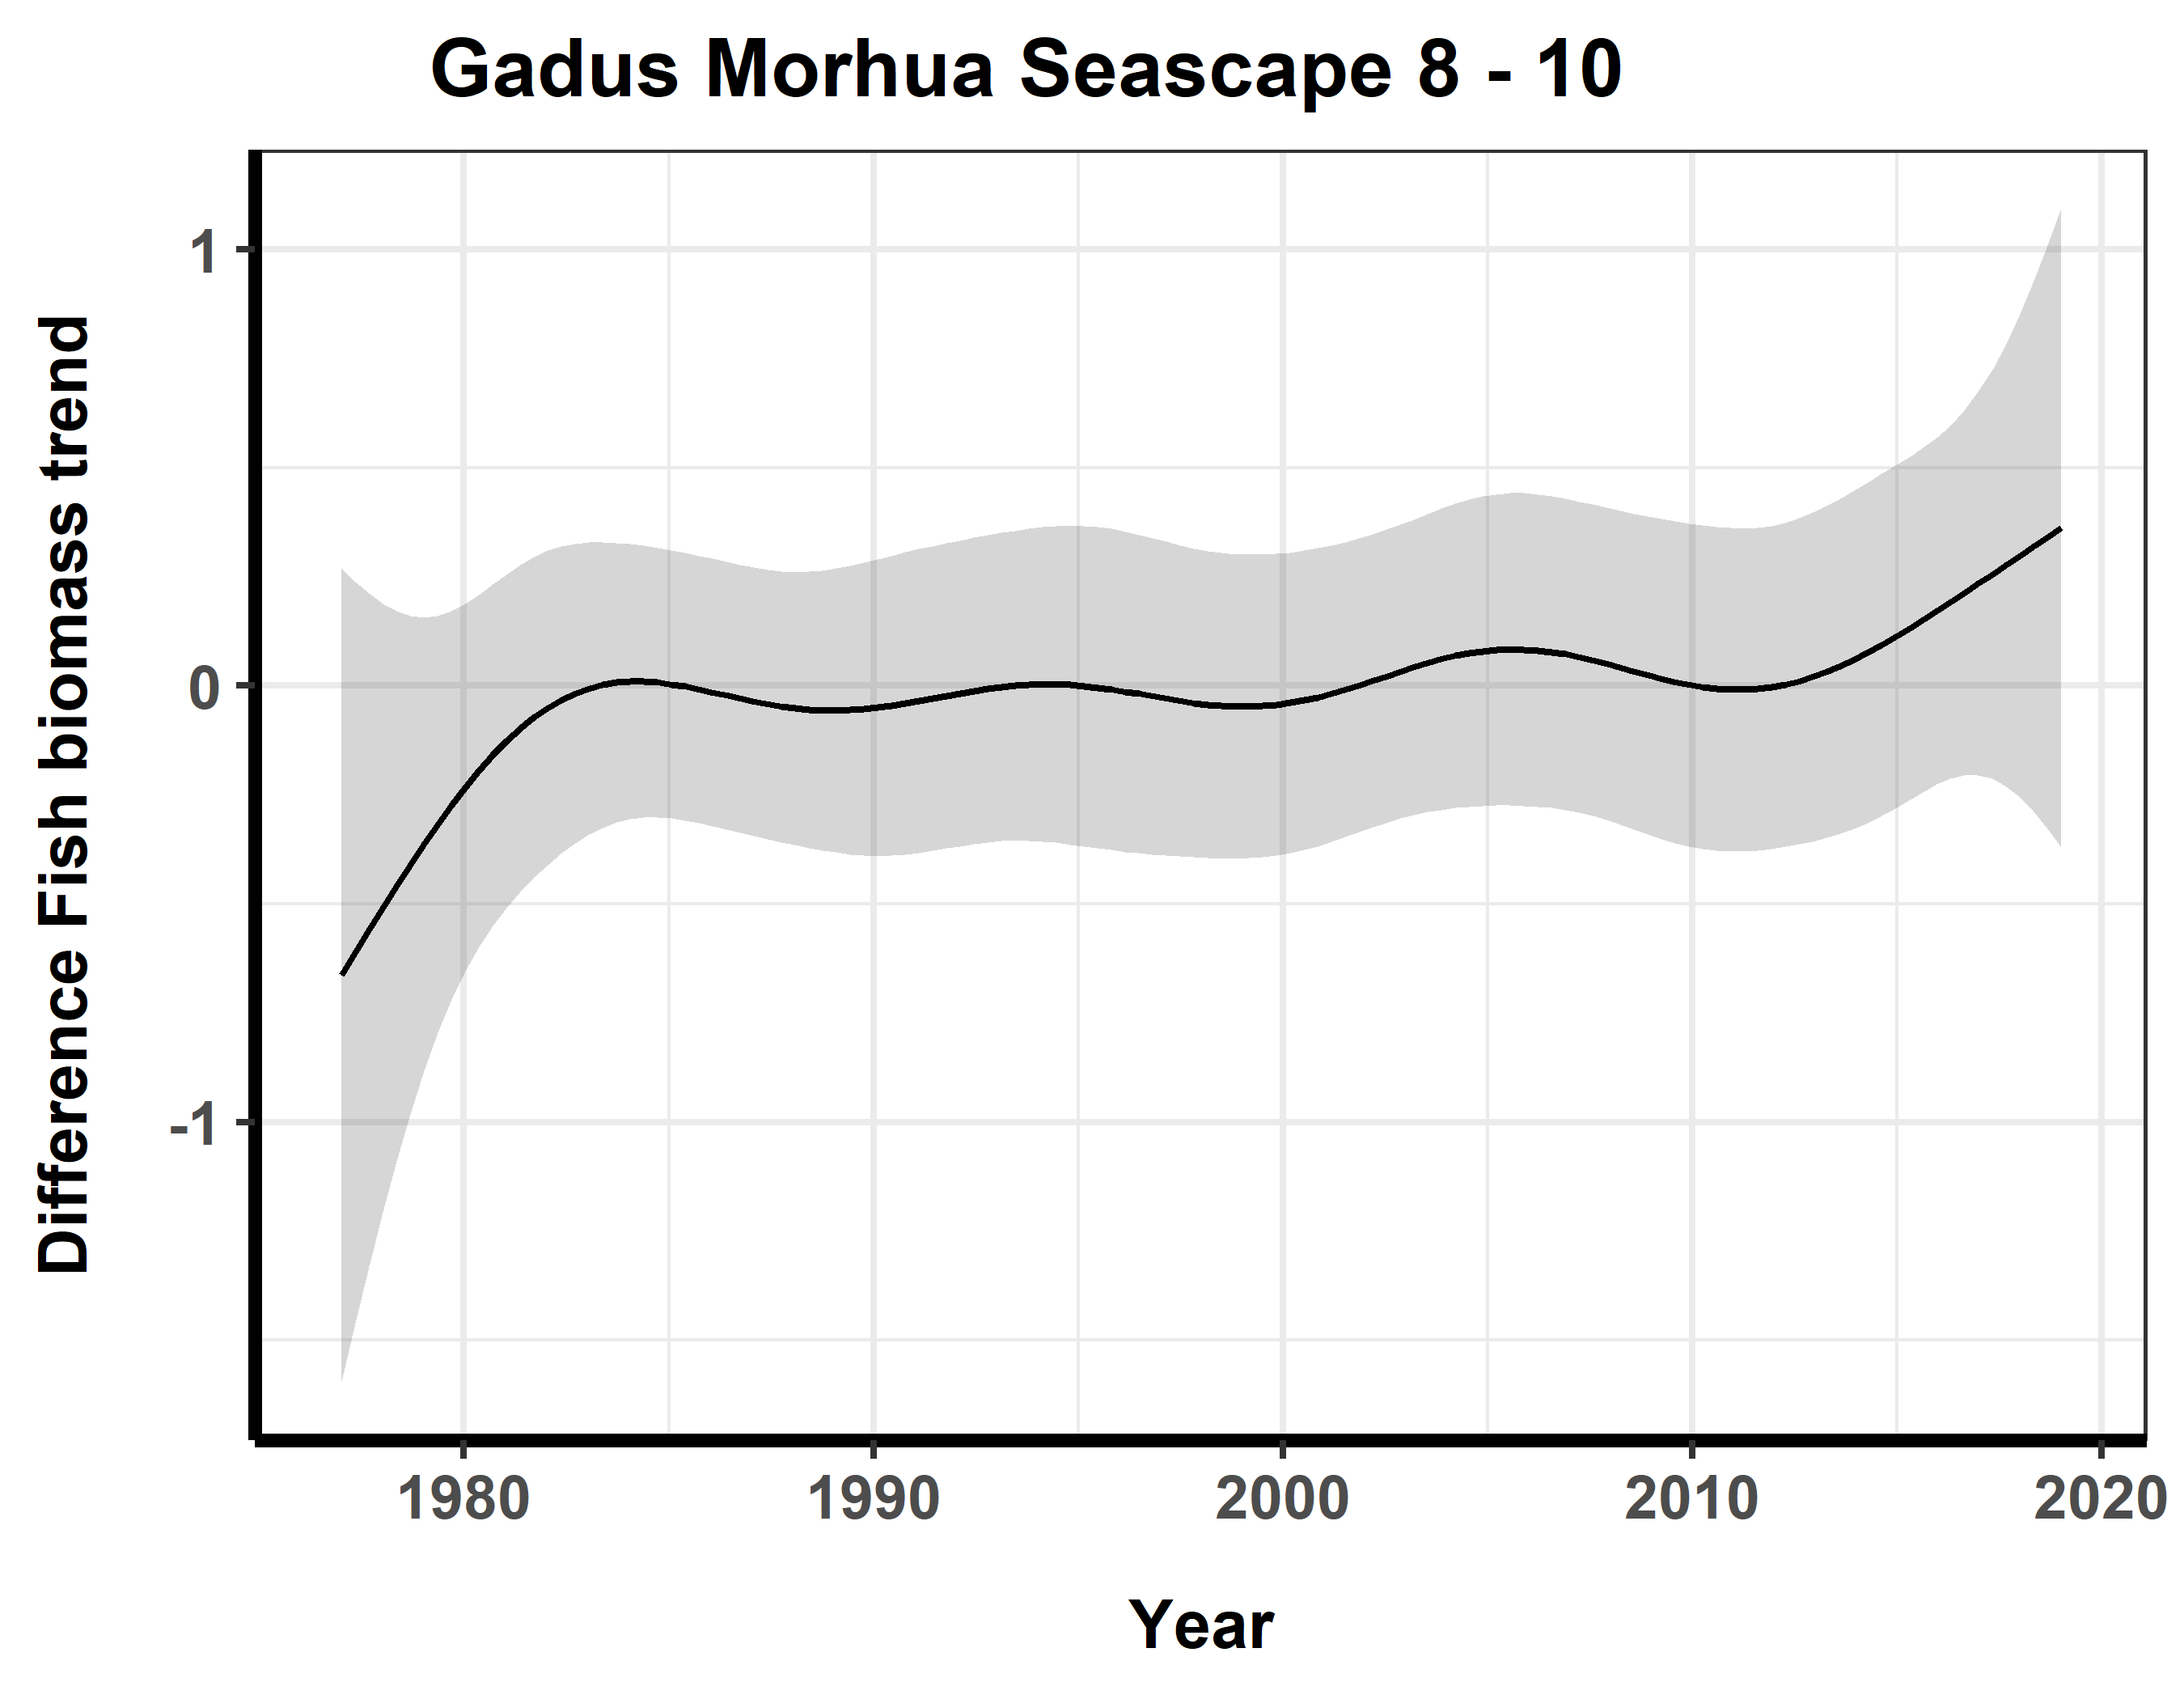 Gadus Morhua Seascape 8 - 10
Difference Fish biomass trend
1
0
-1
1980 1990 2000 2010 2020
Year